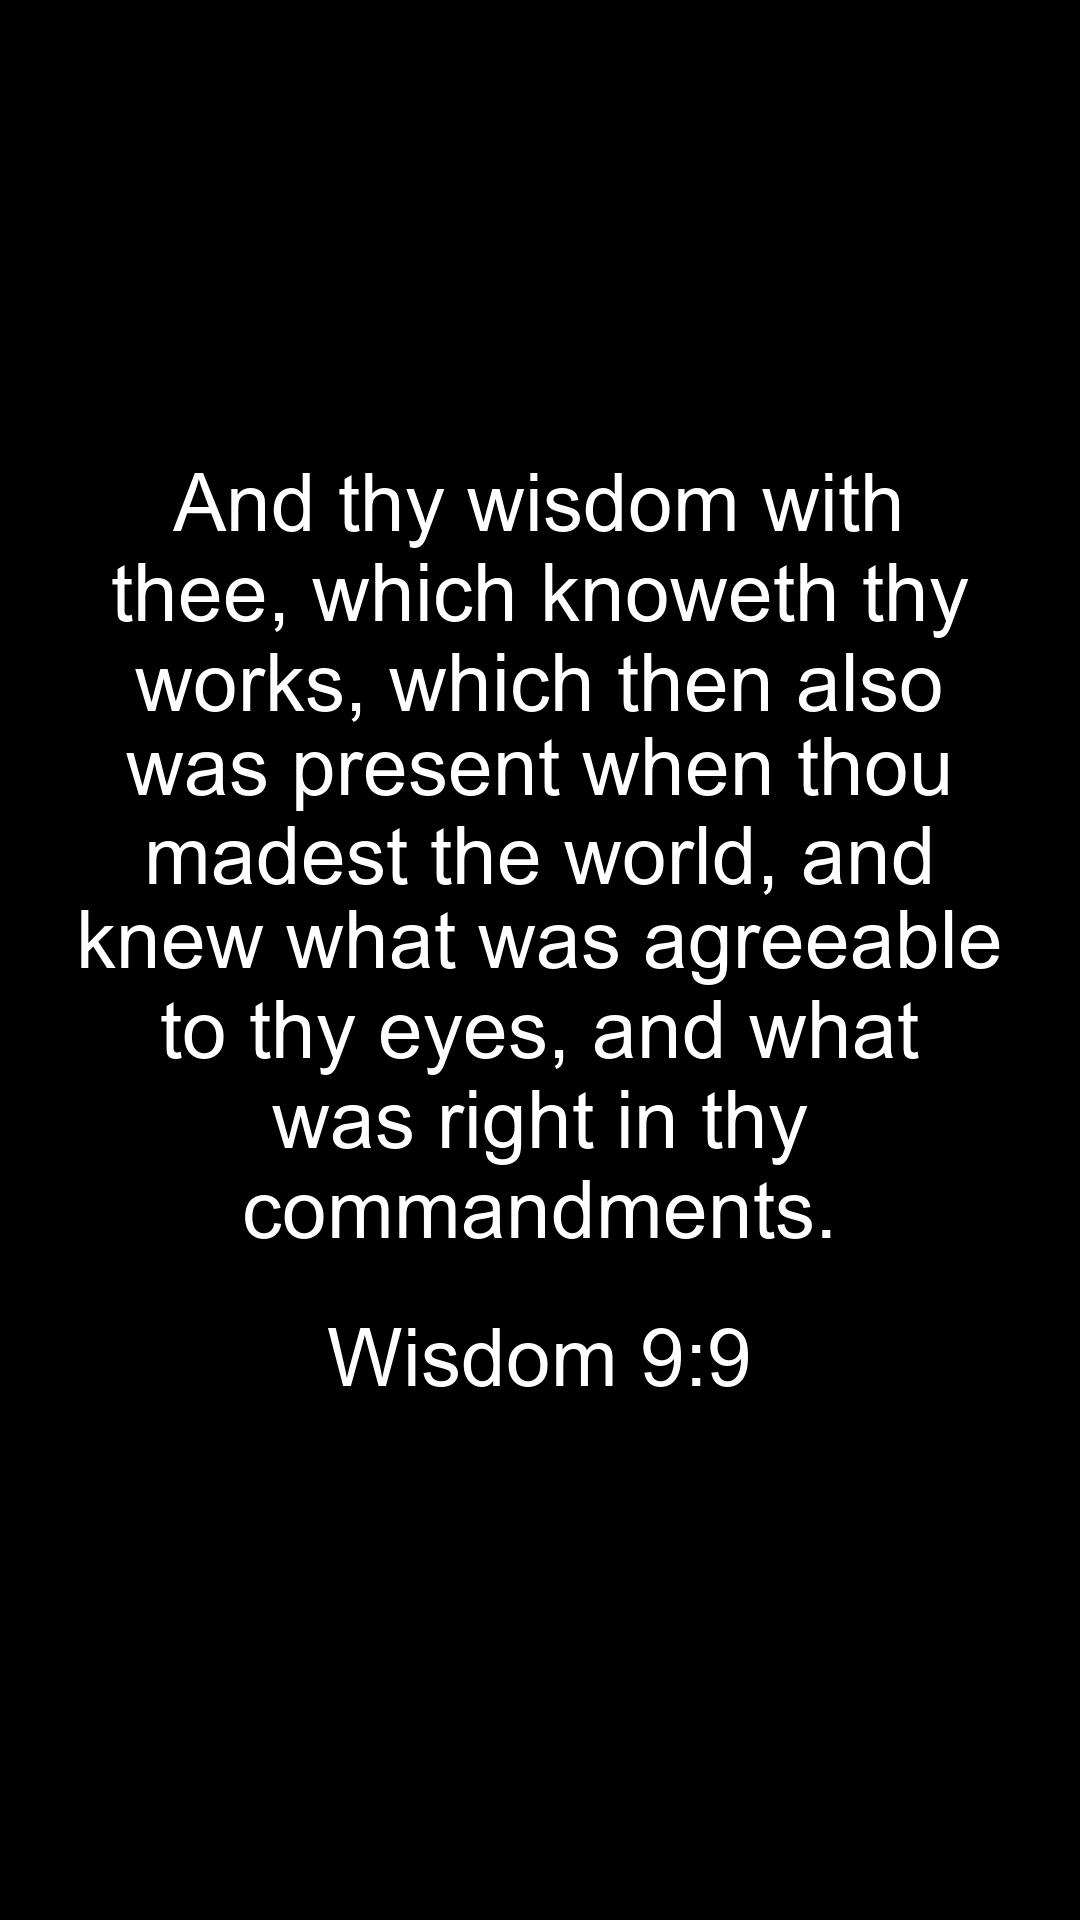 And thy wisdom with
thee, which knoweth thy
works, which then also
was present when thou
madest the world, and
knew what was agreeable
to thy eyes, and what
was right in thy
commandments.
Wisdom 9:9